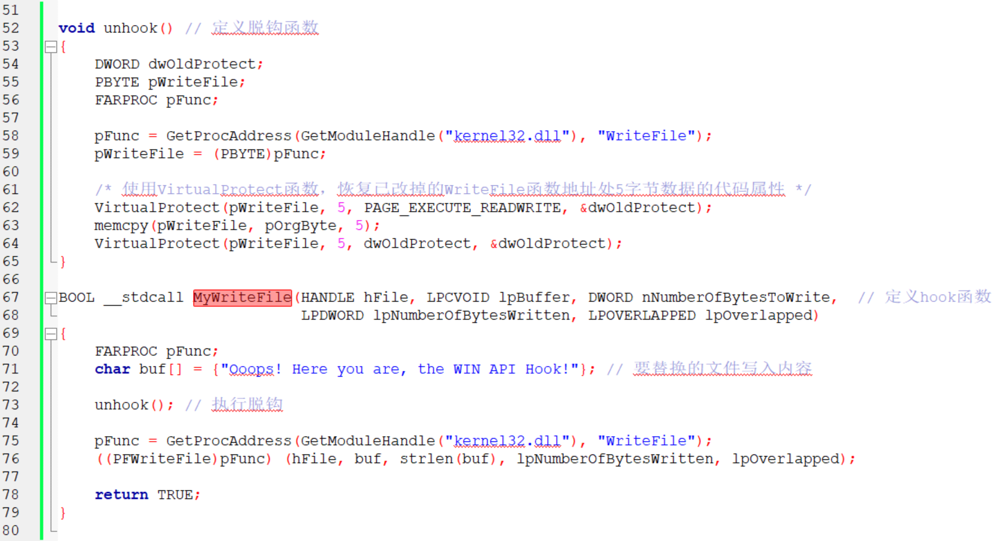 51
52 void unhook() // 定义脱钩函数
53 {
54 DWORD dwOldProtect;
55 PBYTE pWriteFile;
56 FARPROC pFunc;
57
58 pFunc = GetProcAddress(GetModuleHandle("kernel32.dll"), "WriteFile");
59 pWriteFile = (PBYTE)pFunc;
60
61 /* 使用VirtualProtect函数，恢复已改掉的WriteFile函数地址处5字节数据的代码属性 */
62 VirtualProtect(pWriteFile, 5, PAGE_EXECUTE_READWRITE, &dwOldProtect);
63 memcpy(pWriteFile, pOrgByte, 5);
64 VirtualProtect(pWriteFile, 5, dwOldProtect, &dwOldProtect);
65 }
66
67 BOOL __stdcall MyWriteFile(HANDLE hFile, LPCVOID lpBuffer, DWORD nNumberOfBytesToWrite, // 定义hook函数
68 LPDWORD lpNumberOfBytesWritten, LPOVERLAPPED lpOverlapped)
69 {
70 FARPROC pFunc;
71 char buf[] = {"Ooops! Here you are, the WIN API Hook!"}; // 要替换的文件写入内容
72
73 unhook(); // 执行脱钩
74
75 pFunc = GetProcAddress(GetModuleHandle("kernel32.dll"), "WriteFile");
76 ((PFWriteFile)pFunc) (hFile, buf, strlen(buf), lpNumberOfBytesWritten, lpOverlapped);
77
78 return TRUE;
79 }
80